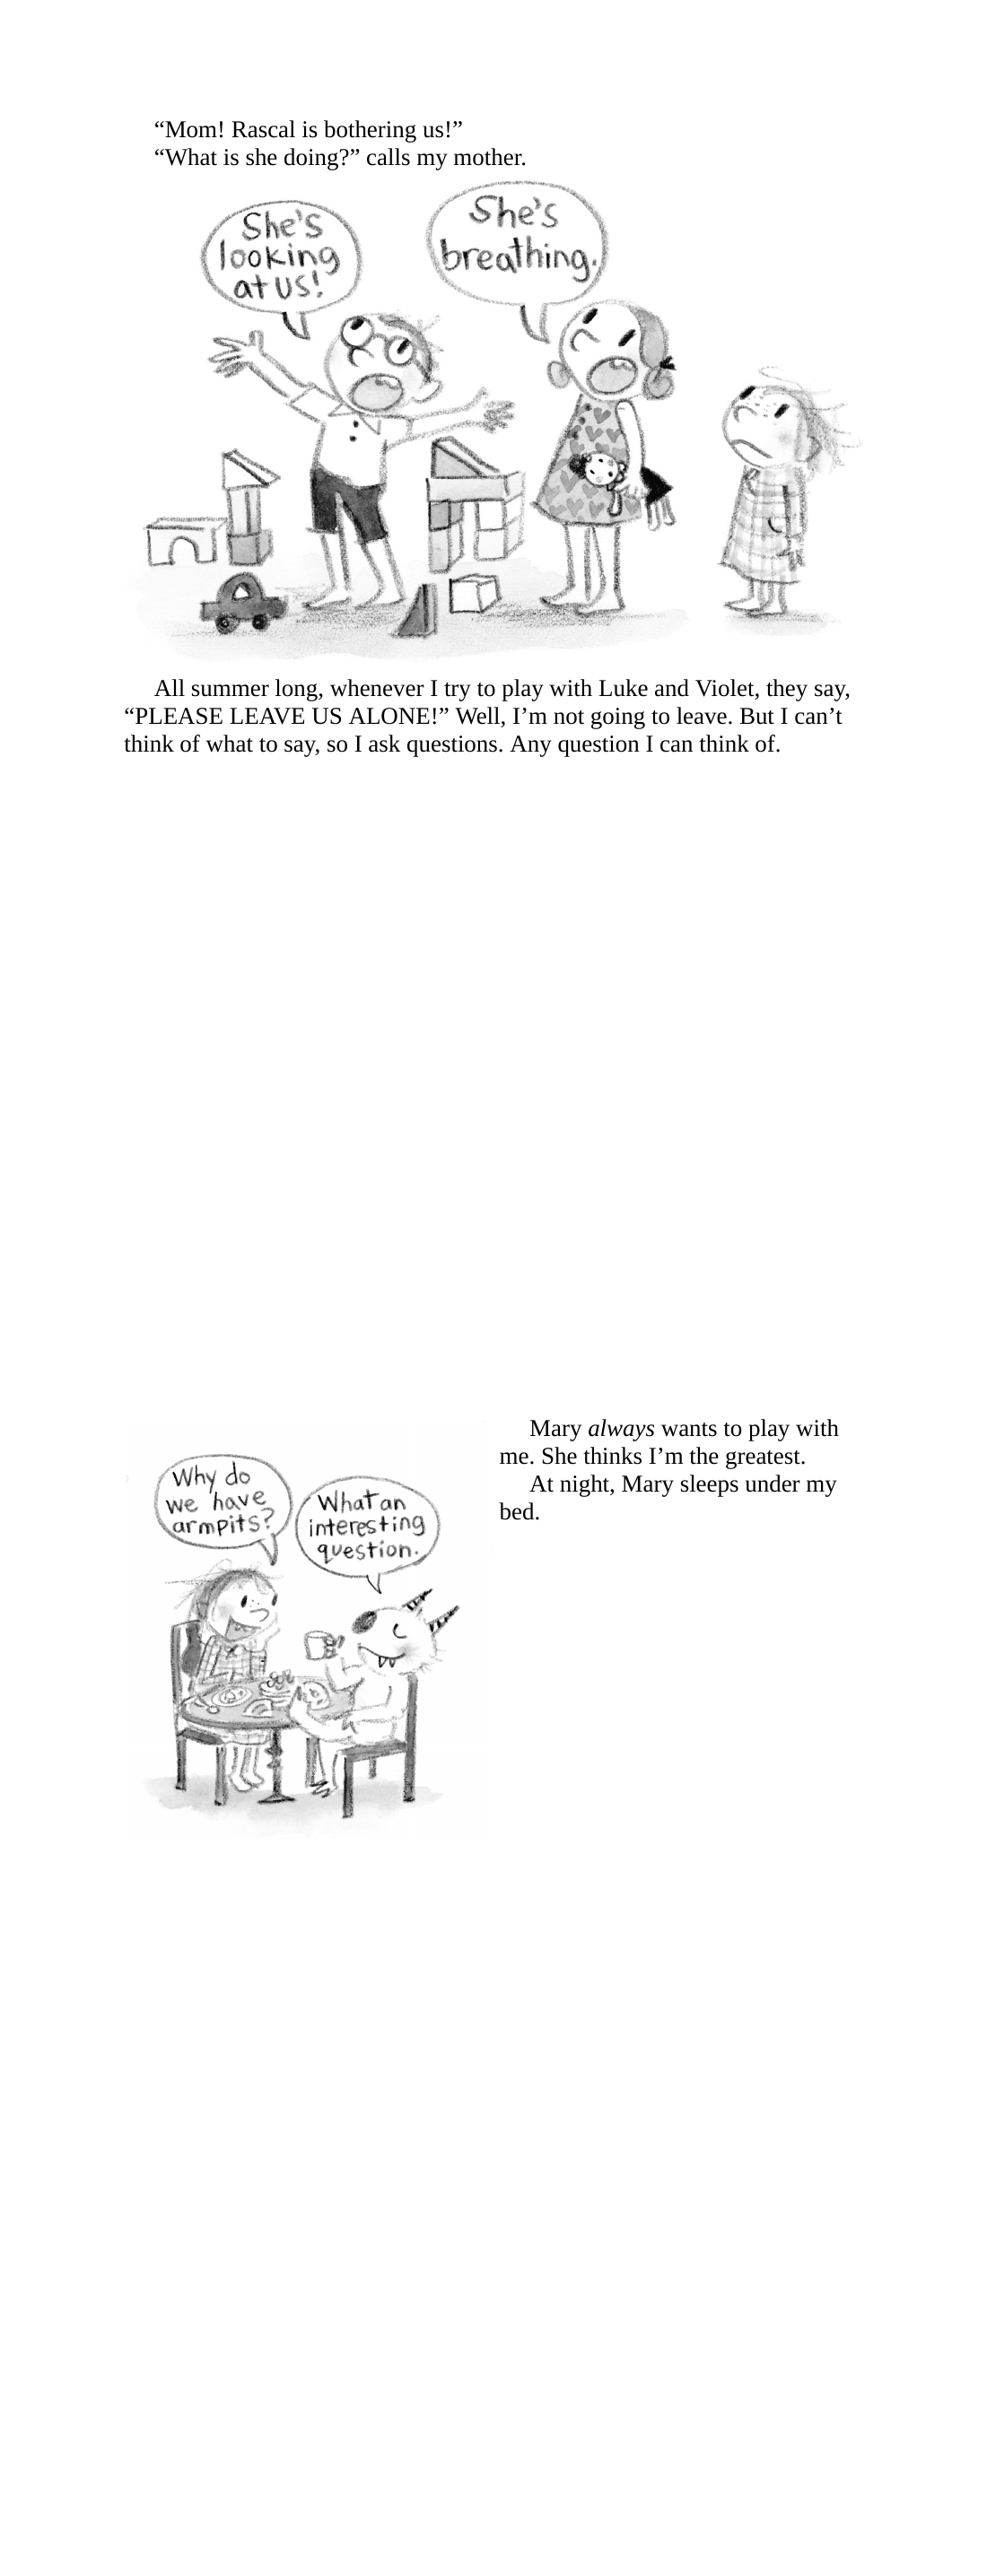 “Mom! Rascal is bothering us!”
“What is she doing?” calls my mother.
She's
looking
at us!
She's
breathing.
All summer long, whenever I try to play with Luke and Violet, they say,
“PLEASE LEAVE US ALONE!” Well, I’m not going to leave. But I can’t
think of what to say, so I ask questions. Any question I can think of.
Why do
we have
armpits?
What an
interesting
question.
Mary always wants to play with
me. She thinks I’m the greatest.
At night, Mary sleeps under my
bed.